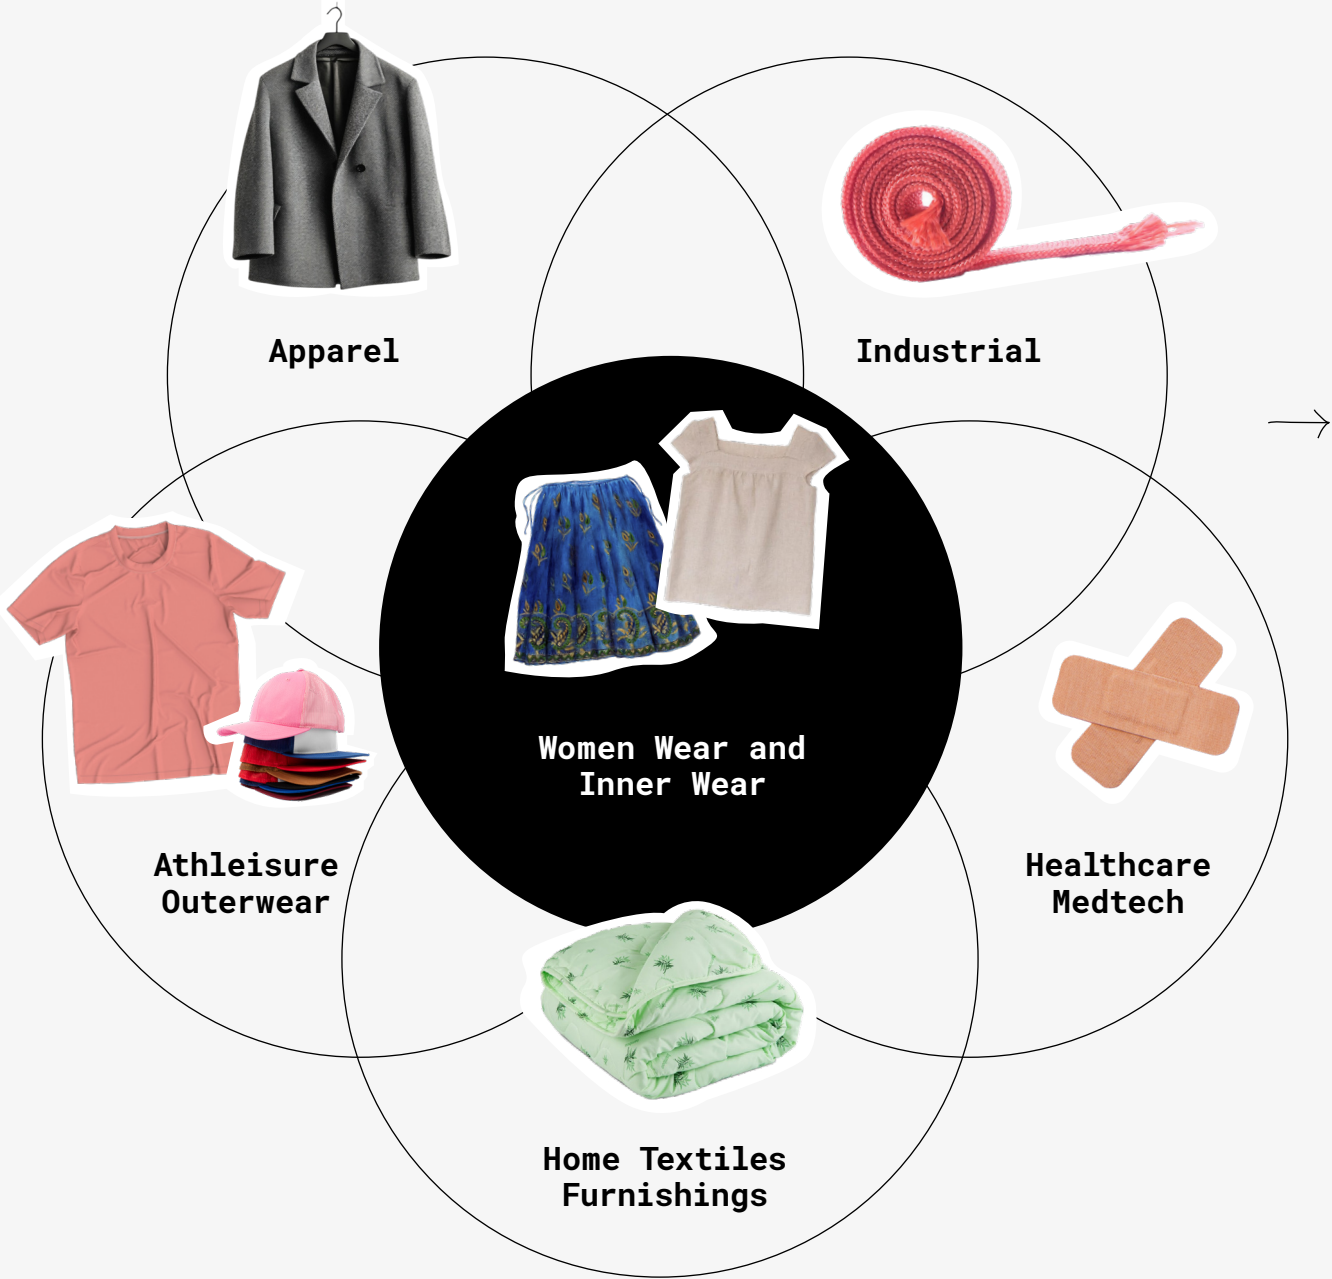 Apparel
Industrial
Women Wear and
Inner Wear
Athleisure
Outerwear
Healthcare
Medtech
Home Textiles
Furnishings